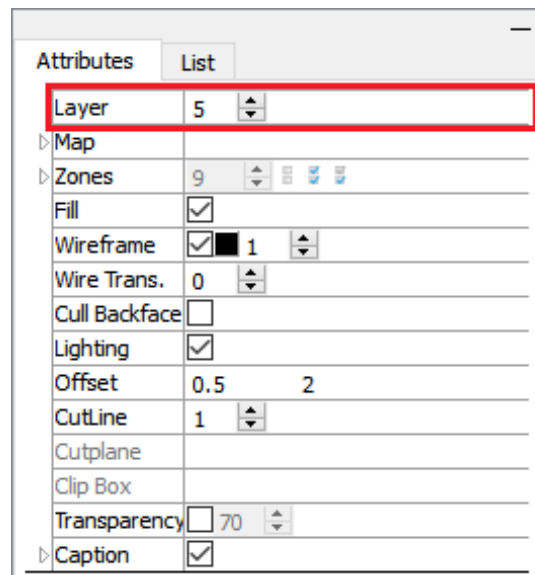 Attributes List
Layer 5
Map
Zones 9
Fill
Wireframe 1
Wire Trans. 0
Cull Backface
Lighting
Offset 0.5 2
CutLine 1
Cutplane
Clip Box
Transparency 70
Caption